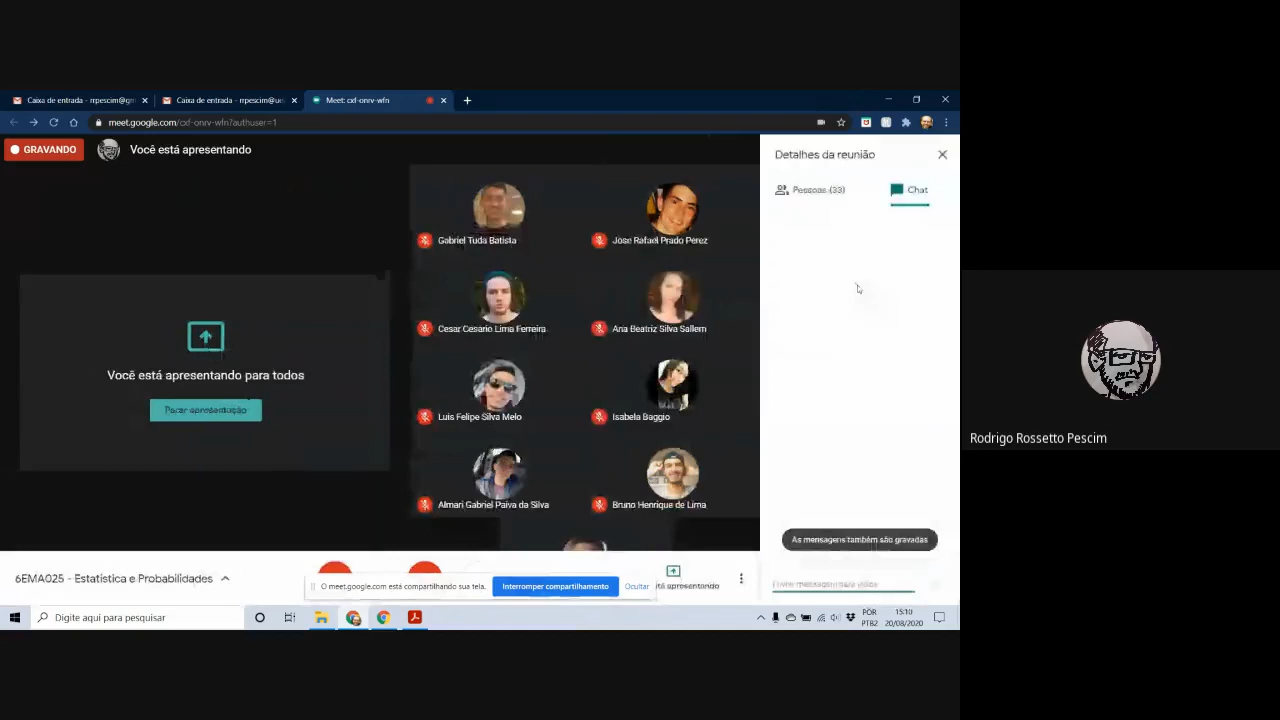 Caixa de entrada - rrpescim@gm
Caixa de entrada - rrpescim@ue
Meet: cxf-onrv-wfn
meet.google.com/cxf-onrv-wfn?authuser=1
GRAVANDO
Você está apresentando
Detalhes da reunião
Pessoas (33)
Chat
Gabriel Tuda Batista
Jose Rafael Prado Perez
Cesar Cesario Lima Ferreira
Ana Beatriz Silva Sallem
Você está apresentando para todos
Parar apresentação
Luis Felipe Silva Melo
Isabela Baggio
Rodrigo Rossetto Pescim
Almari Gabriel Paiva da Silva
Bruno Henrique de Lima
As mensagens também são gravadas
6EMA025 - Estatística e Probabilidades
O meet.google.com está compartilhando sua tela.
Interromper compartilhamento
Ocultar
tá apresentando
Digite aqui para pesquisar
POR
PTB2
15:10
20/08/2020